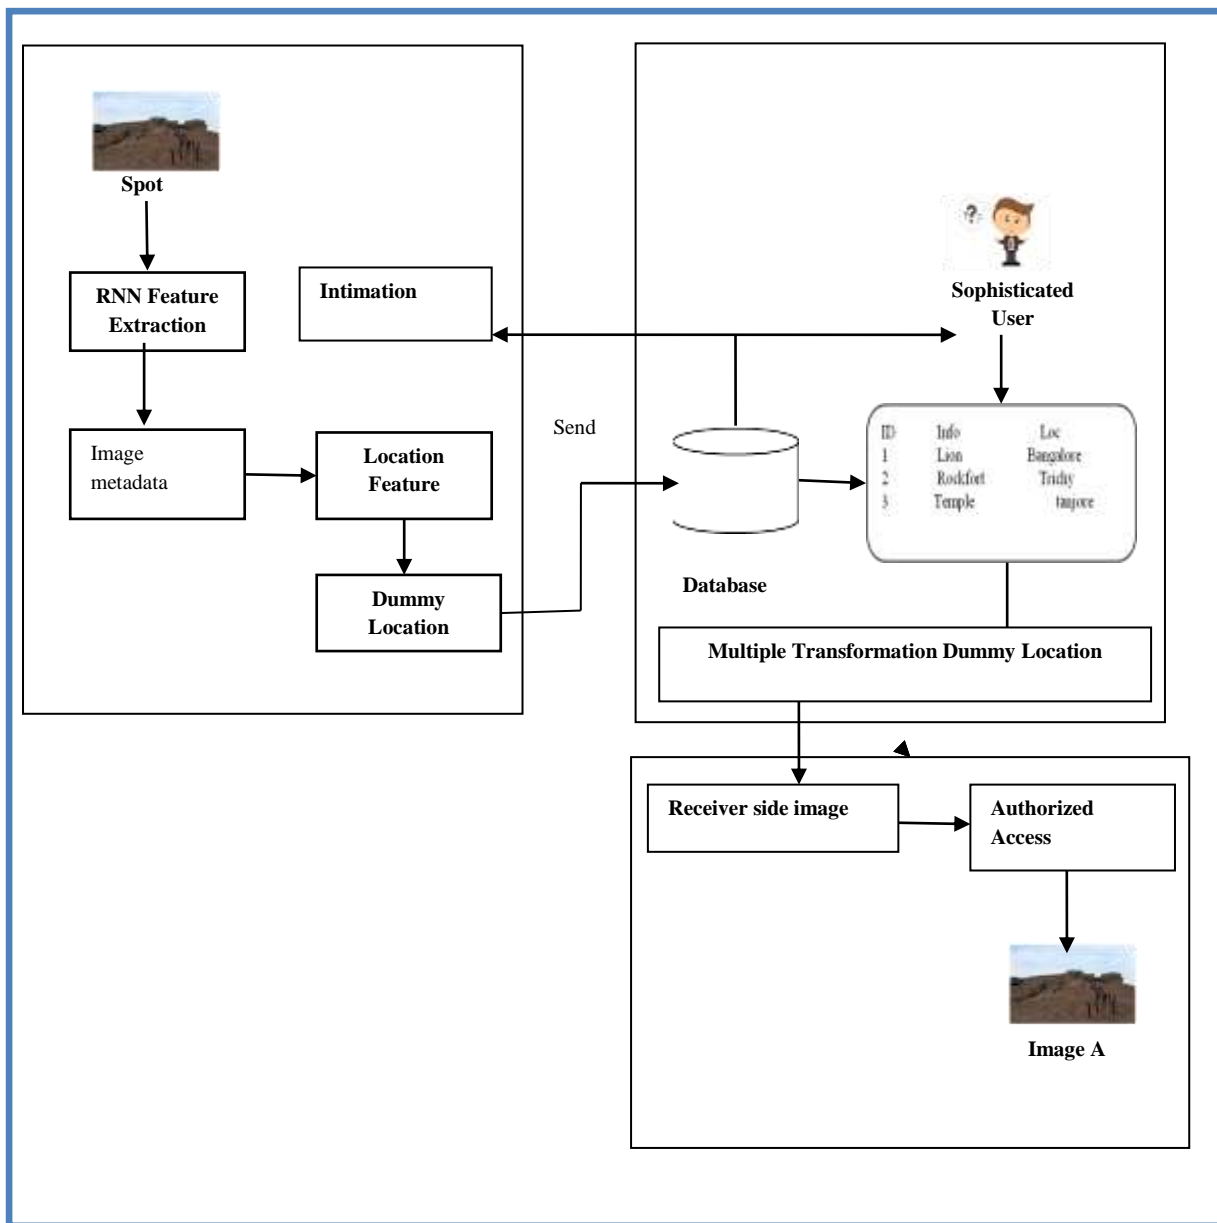 Spot
RNN Feature
Extraction
Intimation
Image
metadata
Location
Feature
Dummy
Location
Send
?
Sophisticated
User
ID Info Loc
1 Lion Bangalore
2 Rockfort Trichy
3 Temple tanjore
Database
Multiple Transformation Dummy Location
Receiver side image
Authorized
Access
Image A